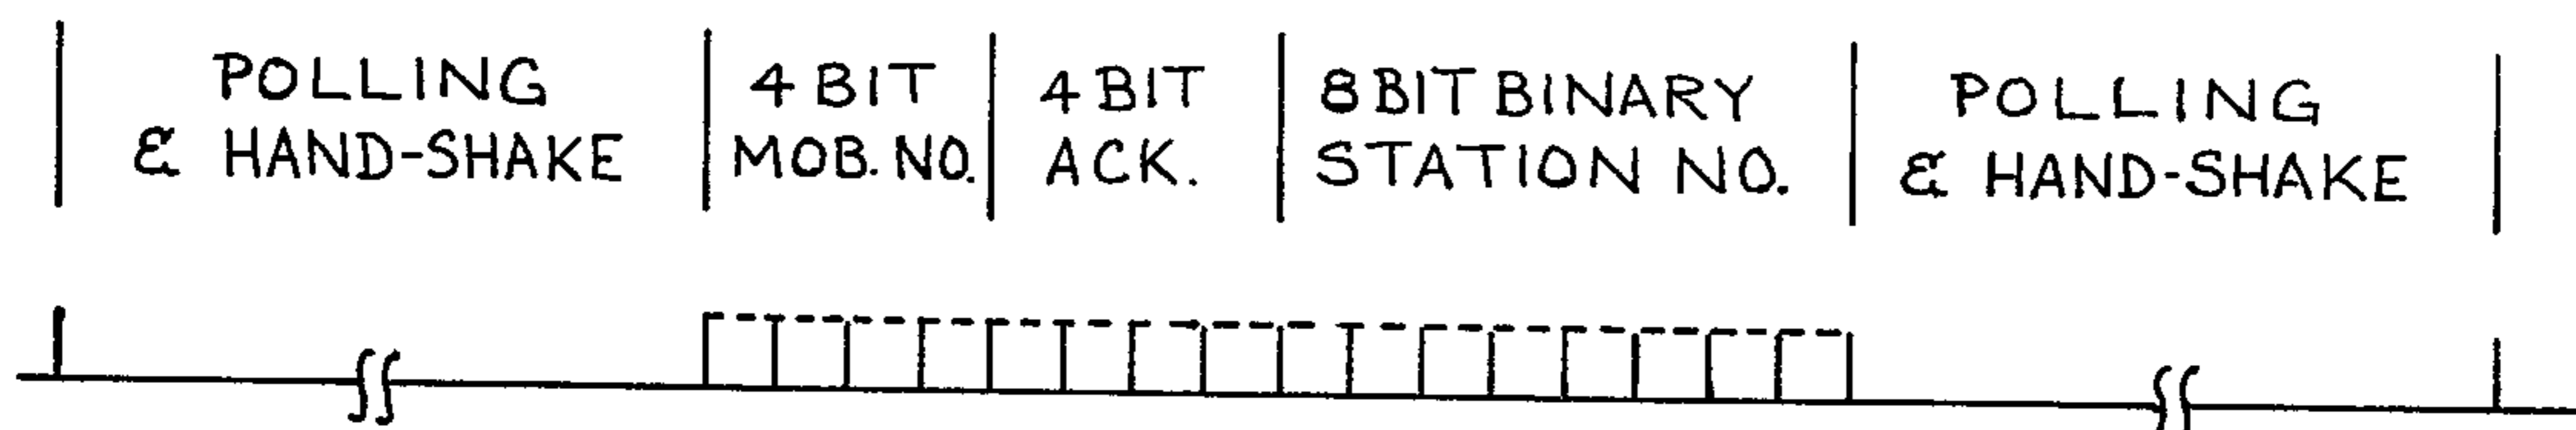 POLLING
& HAND-SHAKE
4 BIT
MOB. NO.
4 BIT
ACK.
8 BIT BINARY
STATION NO.
POLLING
& HAND-SHAKE